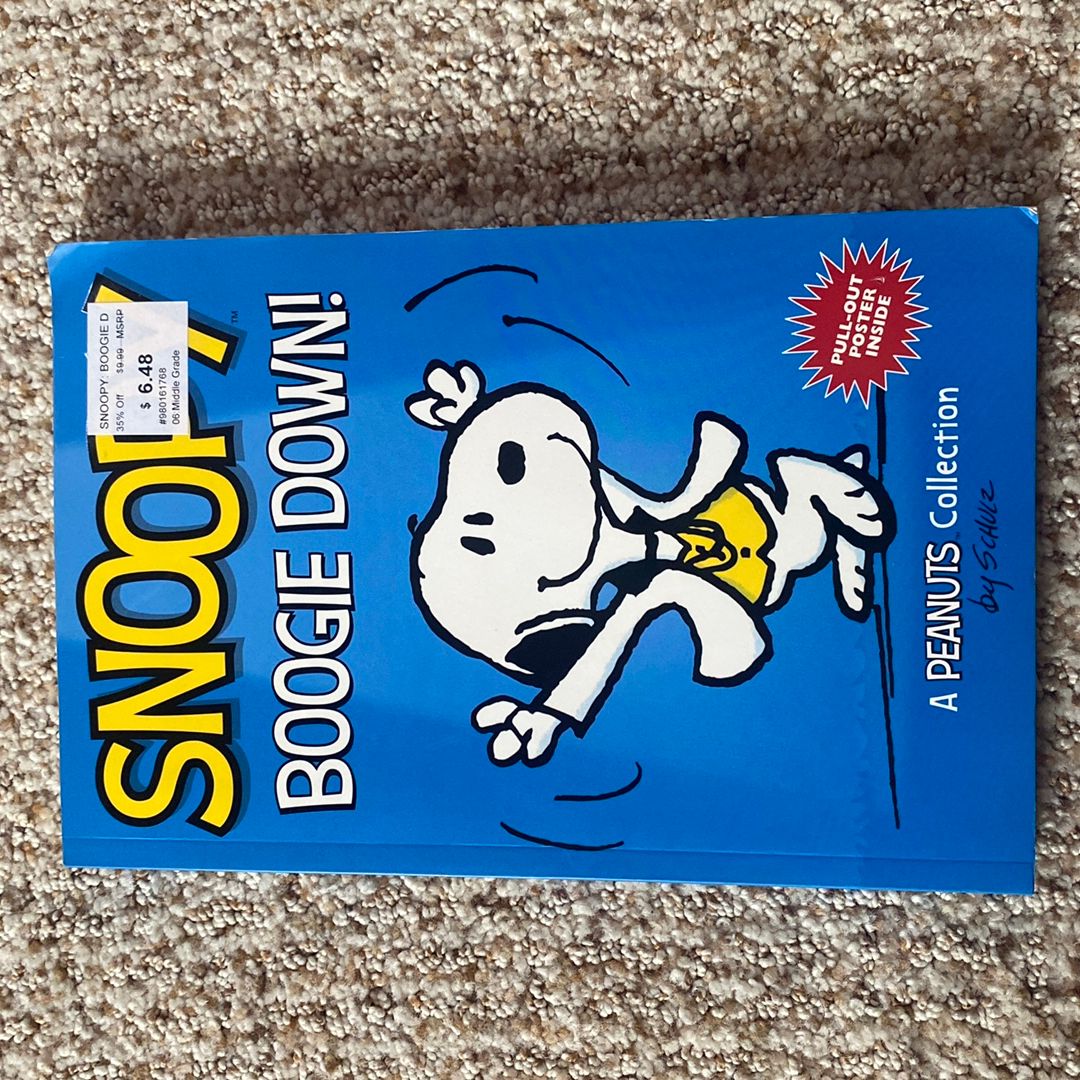 SNOOPY
TM
SNOOPY: BOOGIE D
35% Off $9.99 MSRP
$ 6.48
#980161768
06 Middle Grade
BOOGIE DOWN!
PULL-OUT
POSTER
INSIDE
A PEANUTS Collection
by SCHULZ